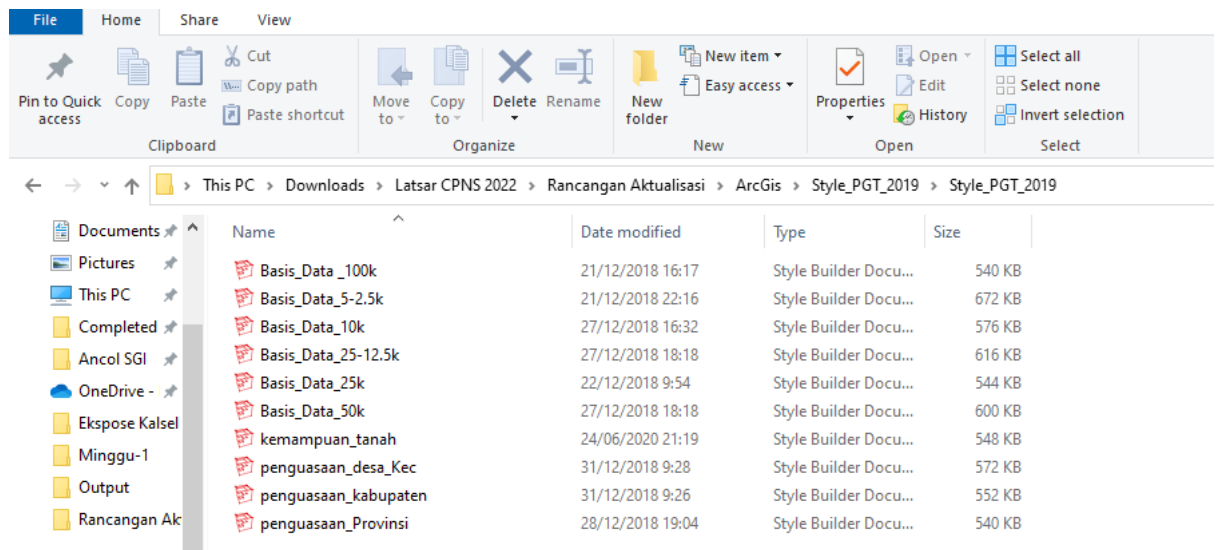 File Home Share View
Cut
Copy path
Paste shortcut
Pin to Quick access
Copy
Paste
Clipboard
Move to
Copy to
Delete
Rename
Organize
New folder
New item
Easy access
New
Properties
Open
Edit
History
Open
Select all
Select none
Invert selection
Select
This PC > Downloads > Latsar CPNS 2022 > Rancangan Aktualisasi > ArcGis > Style_PGT_2019 > Style_PGT_2019
Documents
Pictures
This PC
Completed
Ancol SGI
OneDrive -
Ekspose Kalsel
Minggu-1
Output
Rancangan Ak
Name Date modified Type Size
Basis_Data _100k 21/12/2018 16:17 Style Builder Docu... 540 KB
Basis_Data_5-2.5k 21/12/2018 22:16 Style Builder Docu... 672 KB
Basis_Data_10k 27/12/2018 16:32 Style Builder Docu... 576 KB
Basis_Data_25-12.5k 27/12/2018 18:18 Style Builder Docu... 616 KB
Basis_Data_25k 22/12/2018 9:54 Style Builder Docu... 544 KB
Basis_Data_50k 27/12/2018 18:18 Style Builder Docu... 600 KB
kemampuan_tanah 24/06/2020 21:19 Style Builder Docu... 548 KB
penguasaan_desa_Kec 31/12/2018 9:28 Style Builder Docu... 572 KB
penguasaan_kabupaten 31/12/2018 9:26 Style Builder Docu... 552 KB
penguasaan_Provinsi 28/12/2018 19:04 Style Builder Docu... 540 KB